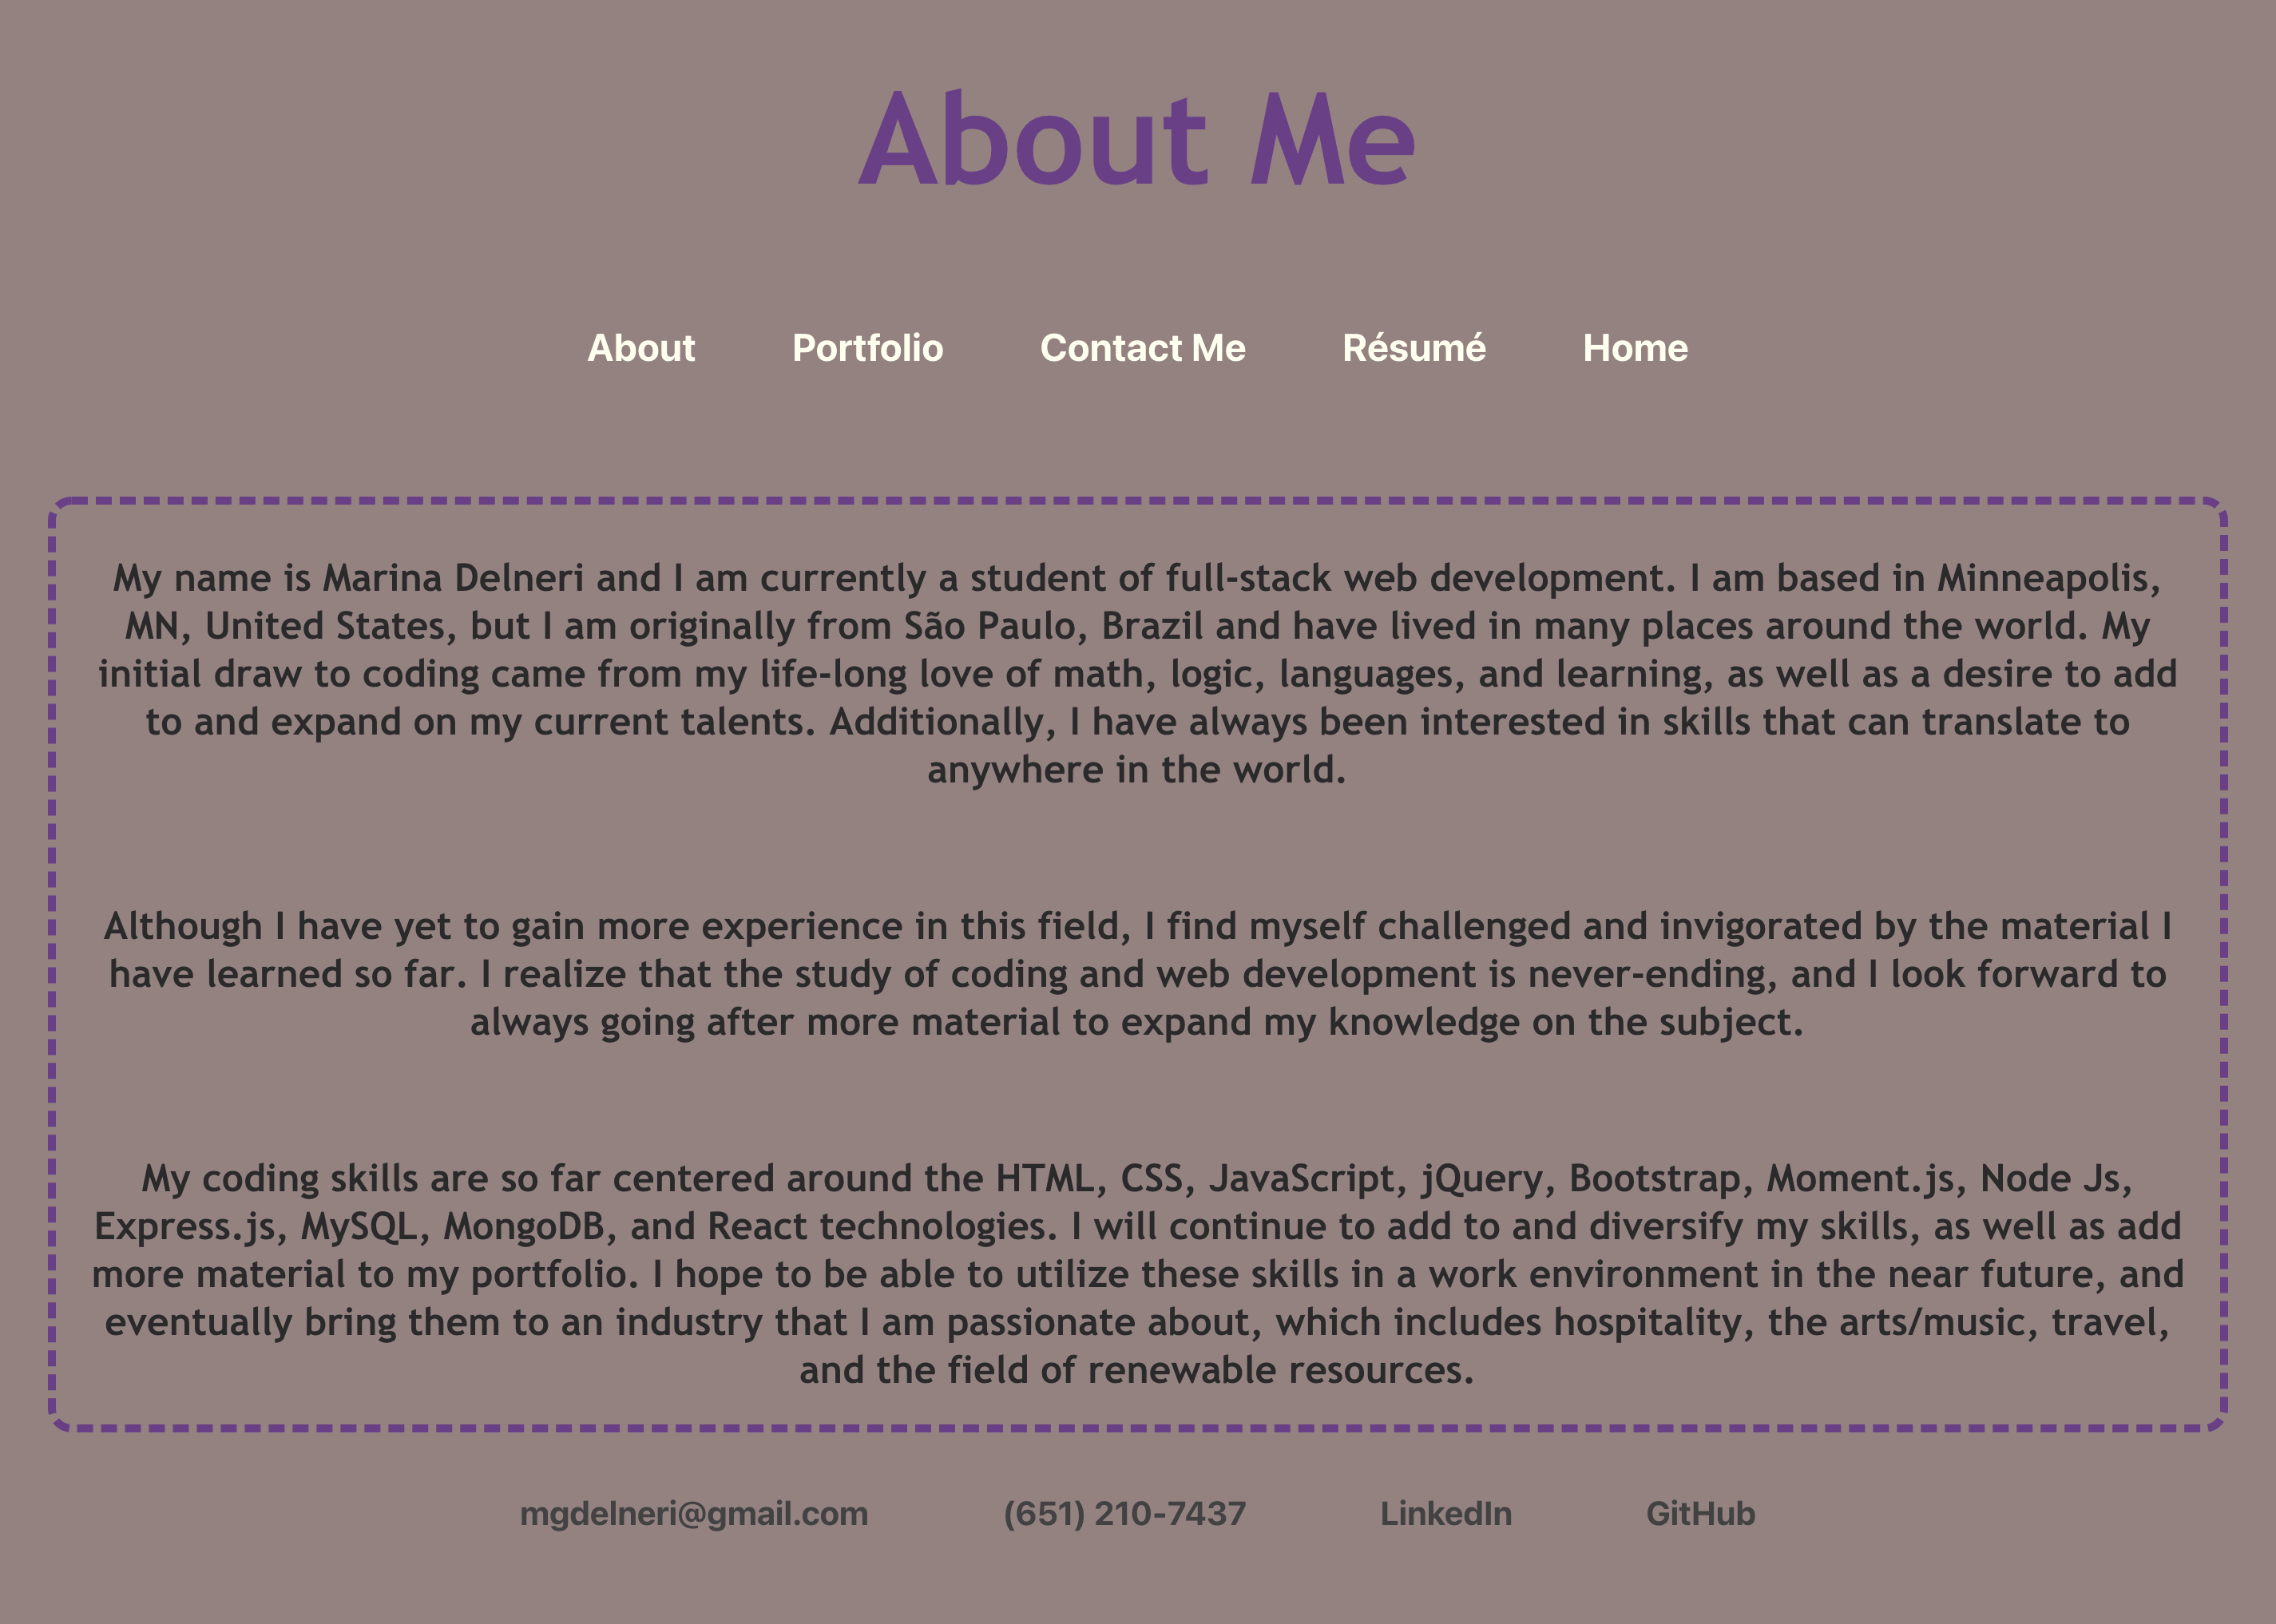 About Me
About Portfolio Contact Me Résumé Home
My name is Marina Delneri and I am currently a student of full-stack web development. I am based in Minneapolis,
MN, United States, but I am originally from São Paulo, Brazil and have lived in many places around the world. My
initial draw to coding came from my life-long love of math, logic, languages, and learning, as well as a desire to add
to and expand on my current talents. Additionally, I have always been interested in skills that can translate to
anywhere in the world.
Although I have yet to gain more experience in this field, I find myself challenged and invigorated by the material I
have learned so far. I realize that the study of coding and web development is never-ending, and I look forward to
always going after more material to expand my knowledge on the subject.
My coding skills are so far centered around the HTML, CSS, JavaScript, jQuery, Bootstrap, Moment.js, Node Js,
Express.js, MySQL, MongoDB, and React technologies. I will continue to add to and diversify my skills, as well as add
more material to my portfolio. I hope to be able to utilize these skills in a work environment in the near future, and
eventually bring them to an industry that I am passionate about, which includes hospitality, the arts/music, travel,
and the field of renewable resources.
mgdelneri@gmail.com (651) 210-7437 LinkedIn GitHub